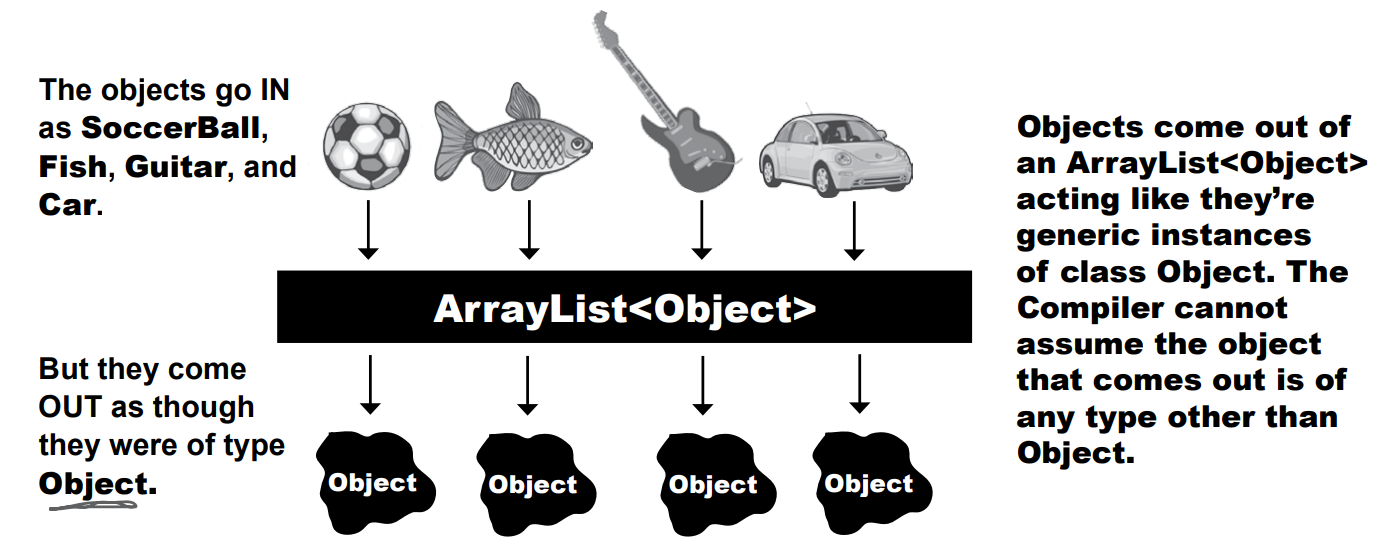 The objects go IN
as SoccerBall,
Fish, Guitar, and
Car.
ArrayList<Object>
But they come
OUT as though
they were of type
Object.
Object
Object
Object
Object
Objects come out of
an ArrayList<Object>
acting like they’re
generic instances
of class Object. The
Compiler cannot
assume the object
that comes out is of
any type other than
Object.